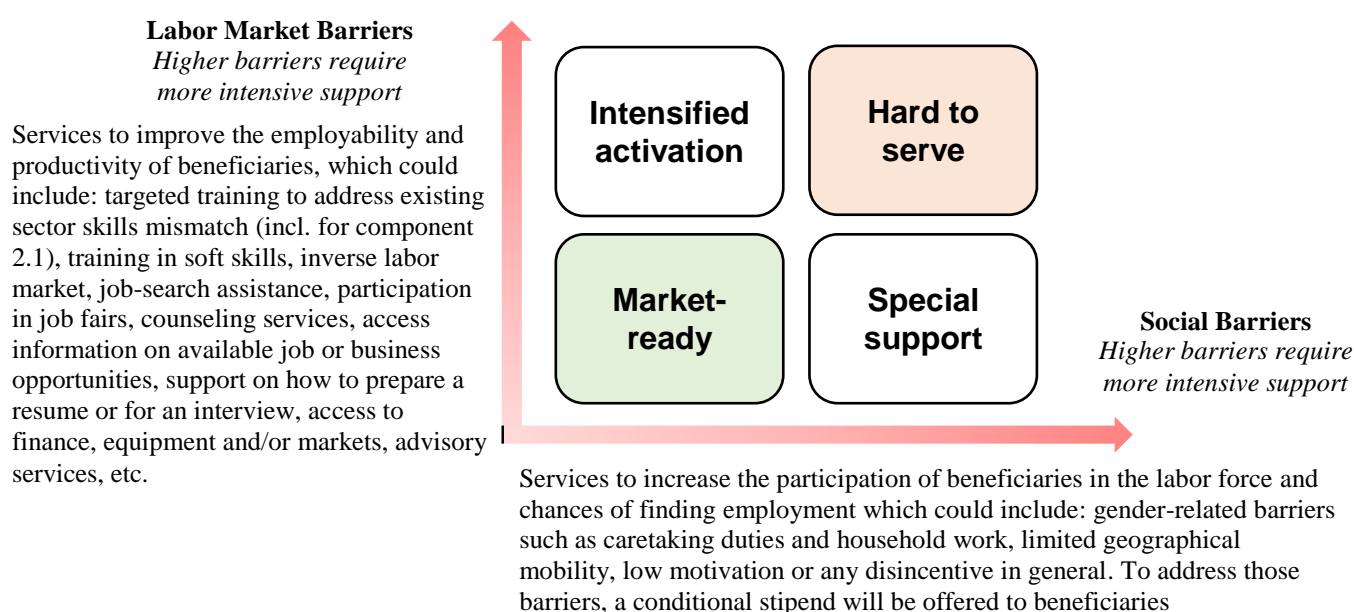 Labor Market Barriers
Higher barriers require
more intensive support
Services to improve the employability and
productivity of beneficiaries, which could
include: targeted training to address existing
sector skills mismatch (incl. for component
2.1), training in soft skills, inverse labor
market, job-search assistance, participation
in job fairs, counseling services, access
information on available job or business
opportunities, support on how to prepare a
resume or for an interview, access to
finance, equipment and/or markets, advisory
services, etc.
Intensified
activation
Hard to
serve
Market-
ready
Special
support
Social Barriers
Higher barriers require
more intensive support
Services to increase the participation of beneficiaries in the labor force and
chances of finding employment which could include: gender-related barriers
such as caretaking duties and household work, limited geographical
mobility, low motivation or any disincentive in general. To address those
barriers, a conditional stipend will be offered to beneficiaries